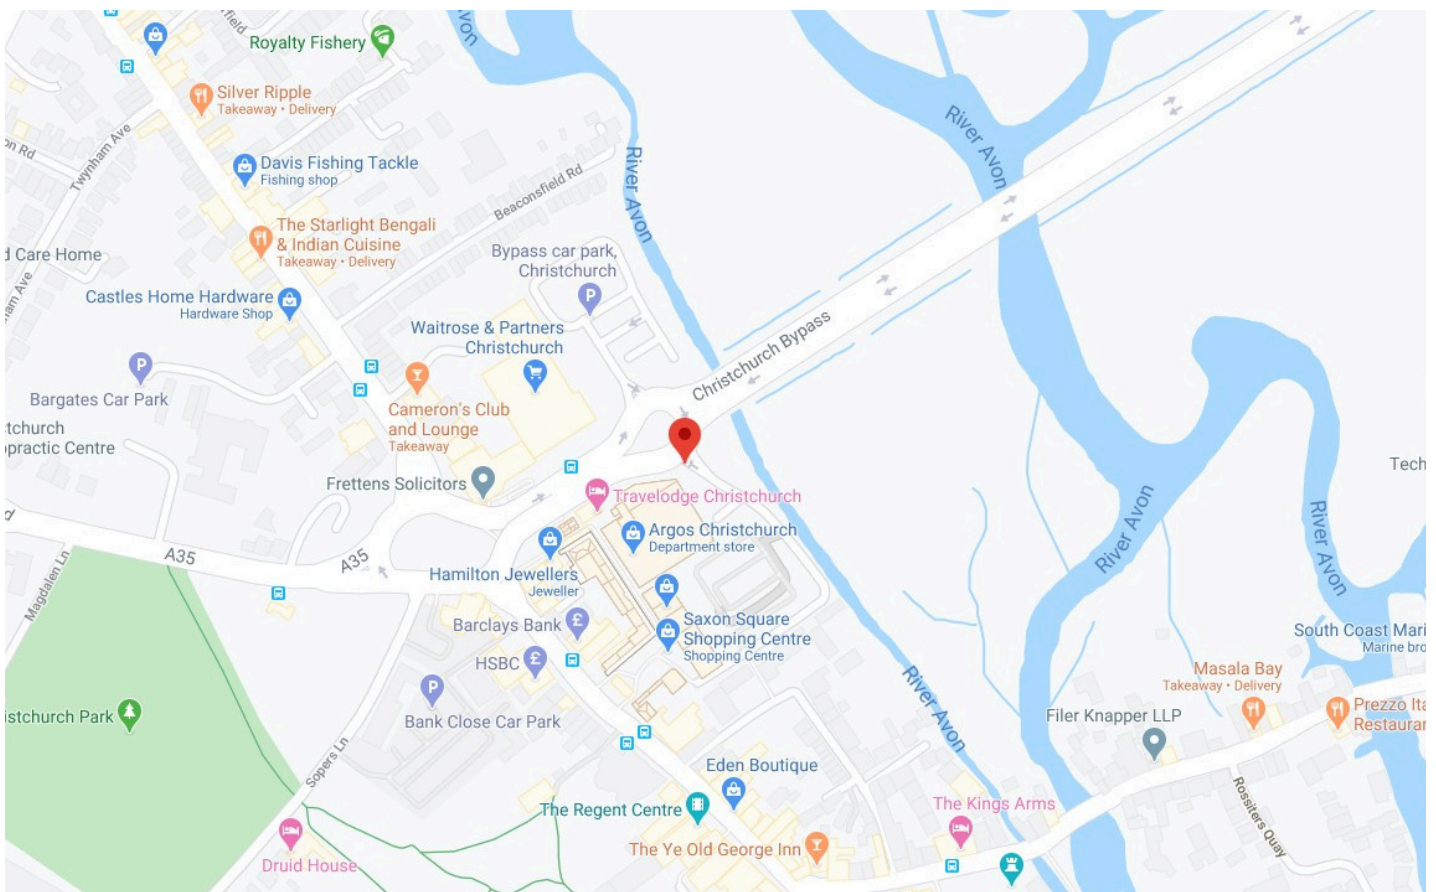 Royalty Fishery
Silver Ripple
Takeaway • Delivery
Twynham Ave
Davis Fishing Tackle
Fishing shop
Beaconsfield Rd
The Starlight Bengali
& Indian Cuisine
Takeaway • Delivery
Care Home
Castles Home Hardware
Hardware Shop
Bypass car park,
Christchurch
P
River Avon
River Avon
River Avon
Waitrose & Partners
Christchurch
Christchurch Bypass
P
Bargates Car Park
Cameron's Club
and Lounge
Takeaway
Frettens Solicitors
Travelodge Christchurch
Argos Christchurch
Department store
Tech
A35
A35
Magdalen Ln
Hamilton Jewellers
Jeweller
Barclays Bank
£
HSBC
£
Saxon Square
Shopping Centre
Shopping Centre
River Avon
River Avon
River Avon
South Coast Mari
Marine bro
Masala Bay
Takeaway • Delivery
Prezzo Ita
Restaurar
Filer Knapper LLP
P
Bank Close Car Park
istchurch Park
Sopers Ln
Eden Boutique
The Regent Centre
The Kings Arms
Rossiters Quay
The Ye Old George Inn
Druid House